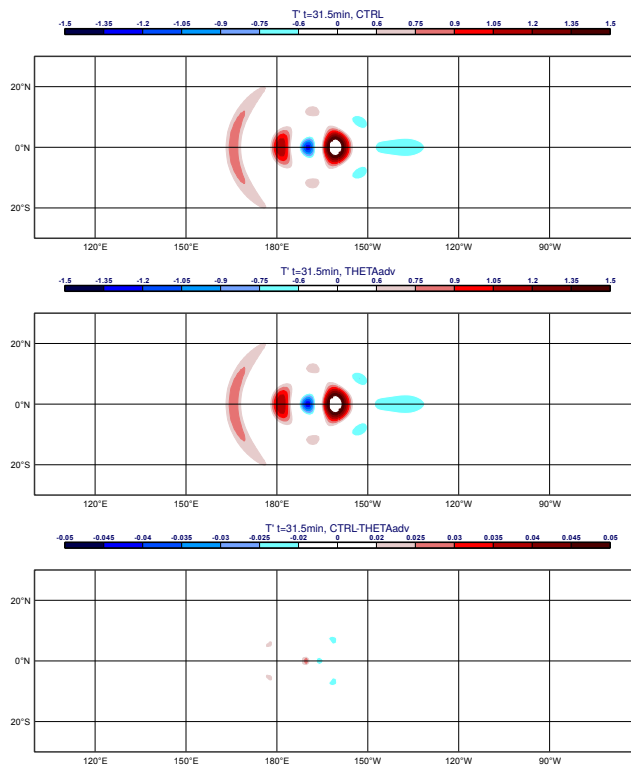 T' t=31.5min, CTRL
-1.5 -1.35 -1.2 -1.05 -0.9 -0.75 -0.6 0 0.6 0.75 0.9 1.05 1.2 1.35 1.5
20°N
0°N
20°S
120°E 150°E 180°E 150°W 120°W 90°W
T' t=31.5min, THETAadv
-1.5 -1.35 -1.2 -1.05 -0.9 -0.75 -0.6 0 0.6 0.75 0.9 1.05 1.2 1.35 1.5
20°N
0°N
20°S
120°E 150°E 180°E 150°W 120°W 90°W
T' t=31.5min, CTRL-THETAadv
-0.05 -0.045 -0.04 -0.035 -0.03 -0.025 -0.02 0 0.02 0.025 0.03 0.035 0.04 0.045 0.05
20°N
0°N
20°S
120°E 150°E 180°E 150°W 120°W 90°W